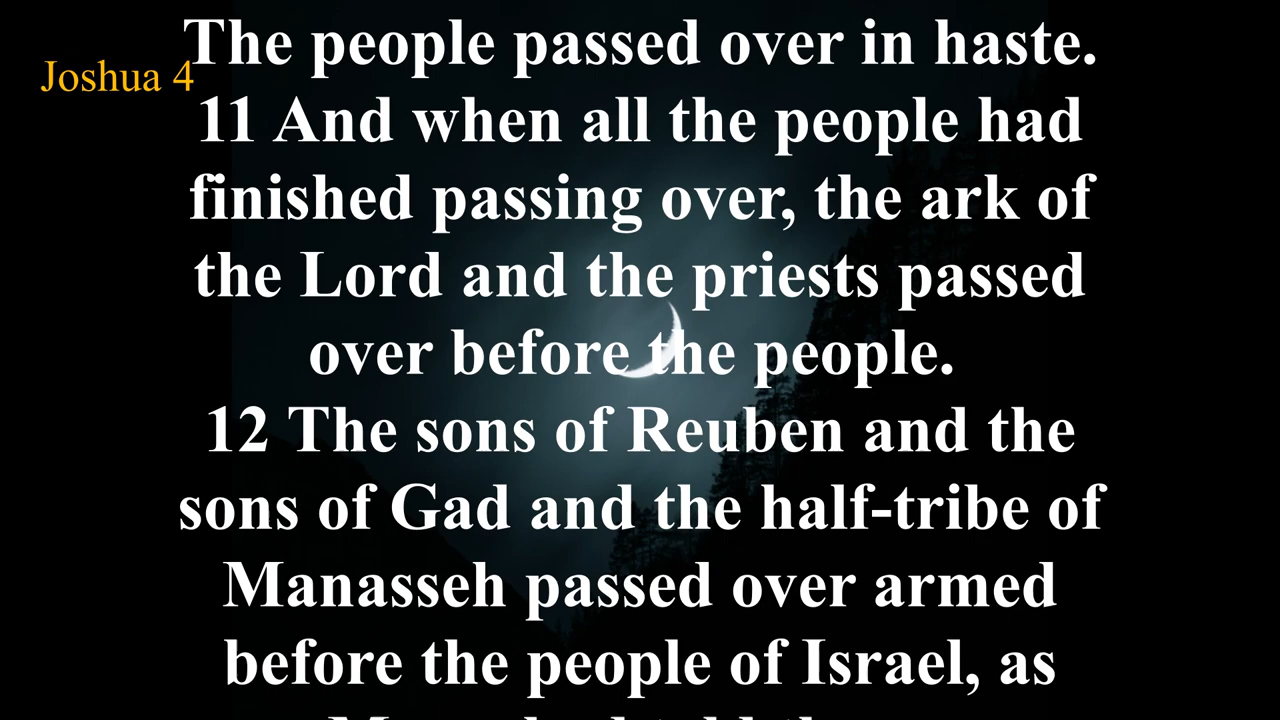 The people passed over in haste.
Joshua 4
11 And when all the people had
finished passing over, the ark of
the Lord and the priests passed
over before the people.
12 The sons of Reuben and the
sons of Gad and the half-tribe of
Manasseh passed over armed
before the people of Israel, as